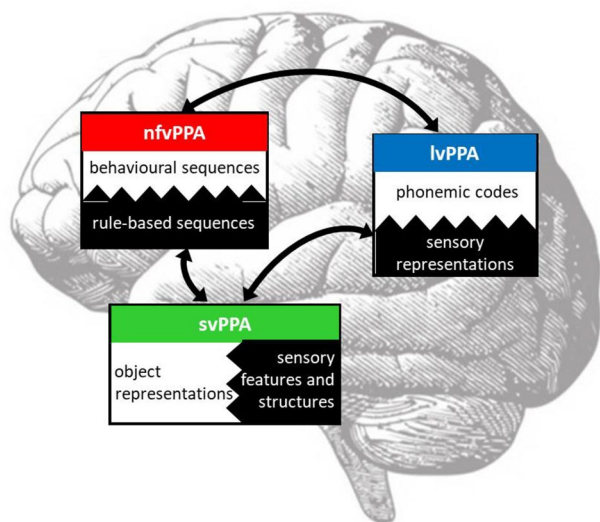 nfvPPA
behavioural sequences
rule-based sequences
lvPPA
phonemic codes
sensory
representations
svPPA
object
representations
sensory
features and
structures